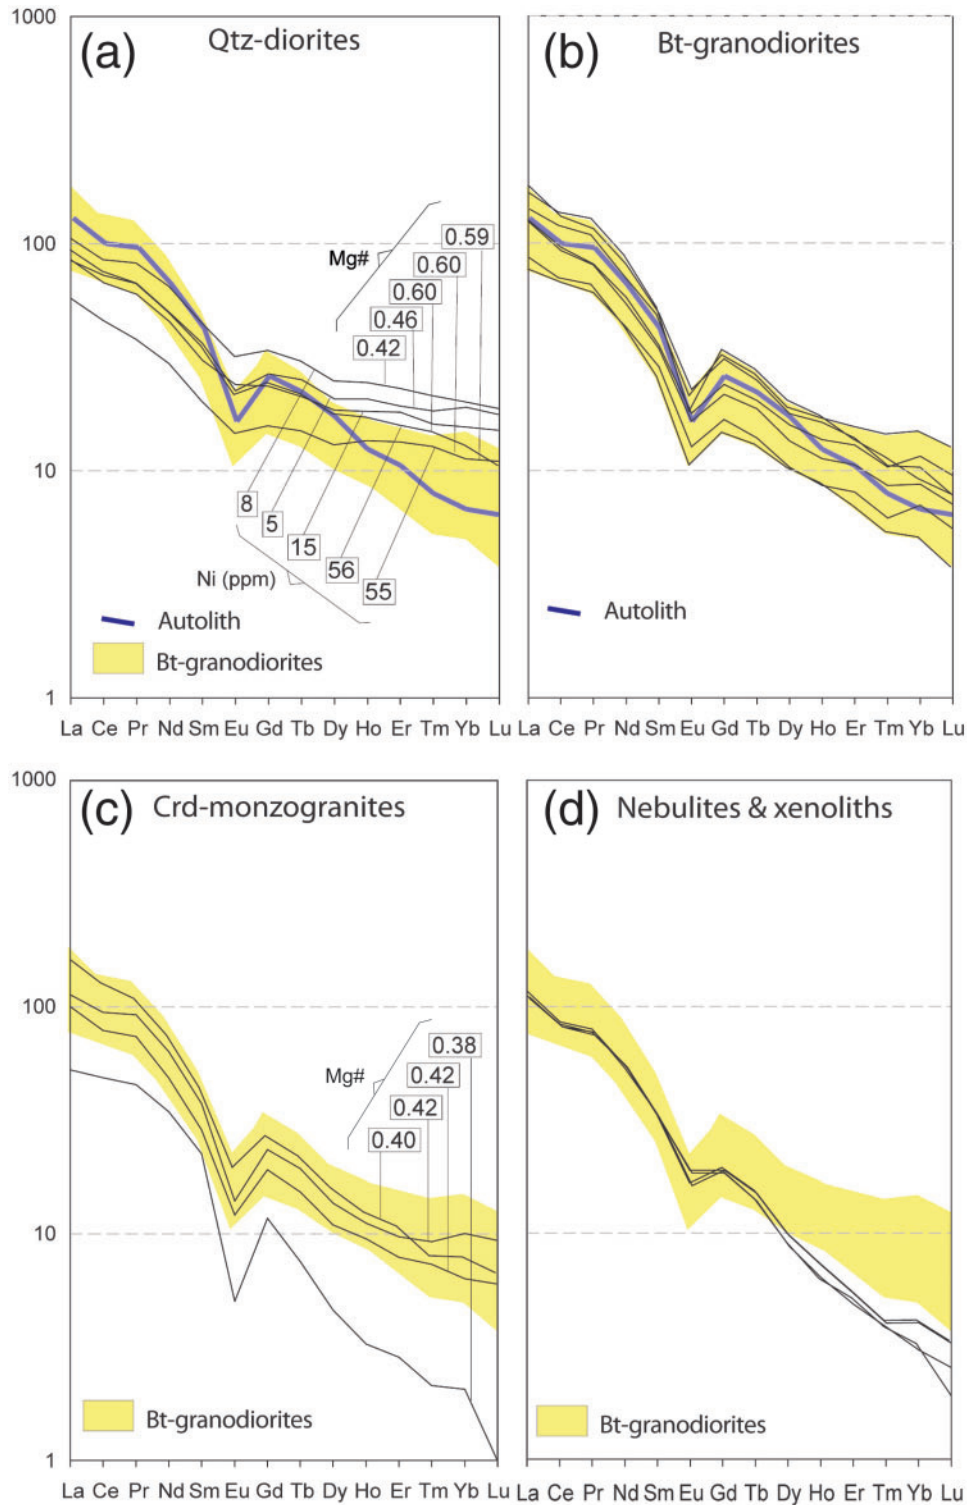 1000
(a) Qtz-diorites
(b) Bt-granodiorites
100
Mg#
0.59
0.60
0.60
0.46
0.42
10
8
5
15
56
55
Ni (ppm)
Autolith
Bt-granodiorites
Autolith
1
La Ce Pr Nd Sm Eu Gd Tb Dy Ho Er Tm Yb Lu
La Ce Pr Nd Sm Eu Gd Tb Dy Ho Er Tm Yb Lu
1000
(c) Crd-monzogranites
(d) Nebulites & xenoliths
100
Mg#
0.38
0.42
0.42
0.40
10
Bt-granodiorites
Bt-granodiorites
1
La Ce Pr Nd Sm Eu Gd Tb Dy Ho Er Tm Yb Lu
La Ce Pr Nd Sm Eu Gd Tb Dy Ho Er Tm Yb Lu